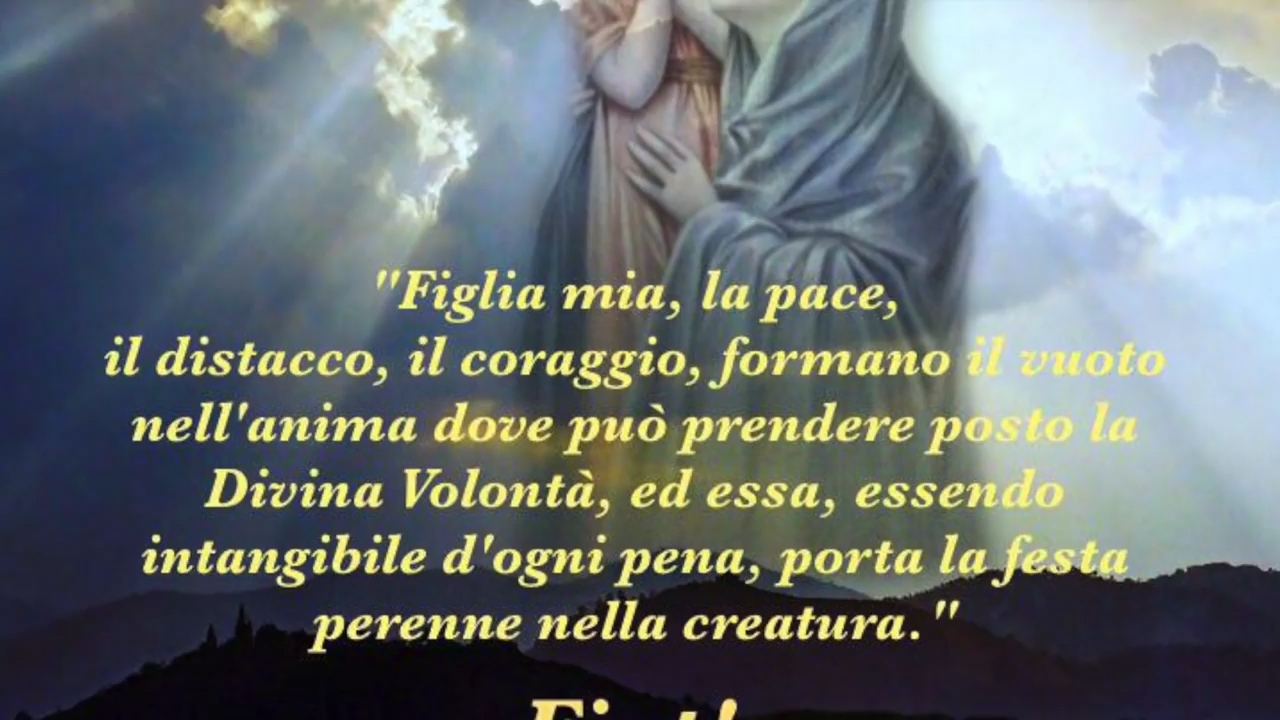 "Figlia mia, la pace,
il distacco, il coraggio, formano il vuoto
nell'anima dove può prendere posto la
Divina Volontà, ed essa, essendo
intangibile d'ogni pena, porta la festa
perenne nella creatura."
Fiat!